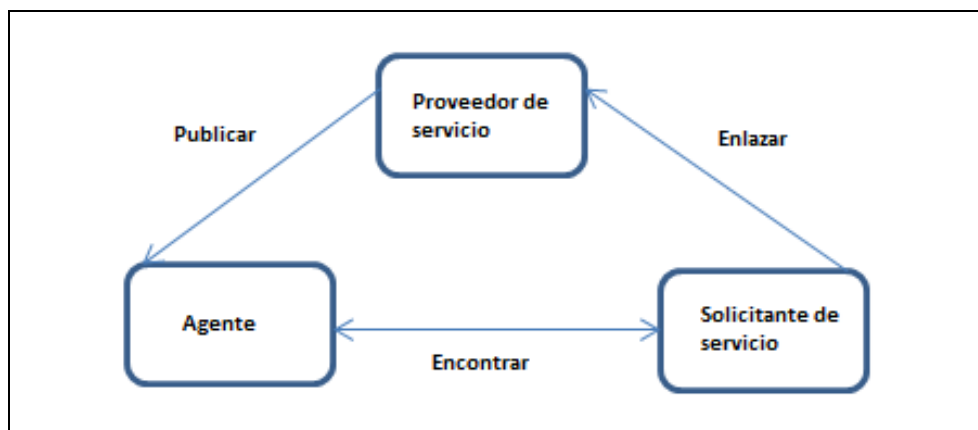 Proveedor de
servicio
Publicar
Enlazar
Agente
Solicitante de
servicio
Encontrar